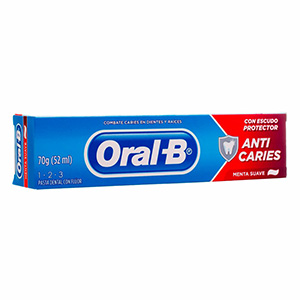 COMBATE CARIES EN DIENTES Y RAÍCES
CON ESCUDO
PROTECTOR
Oral-B®
ANTI
CARIES
70g (52 ml)
1 - 2 - 3
PASTA DENTAL CON FLÚOR
MENTA SUAVE